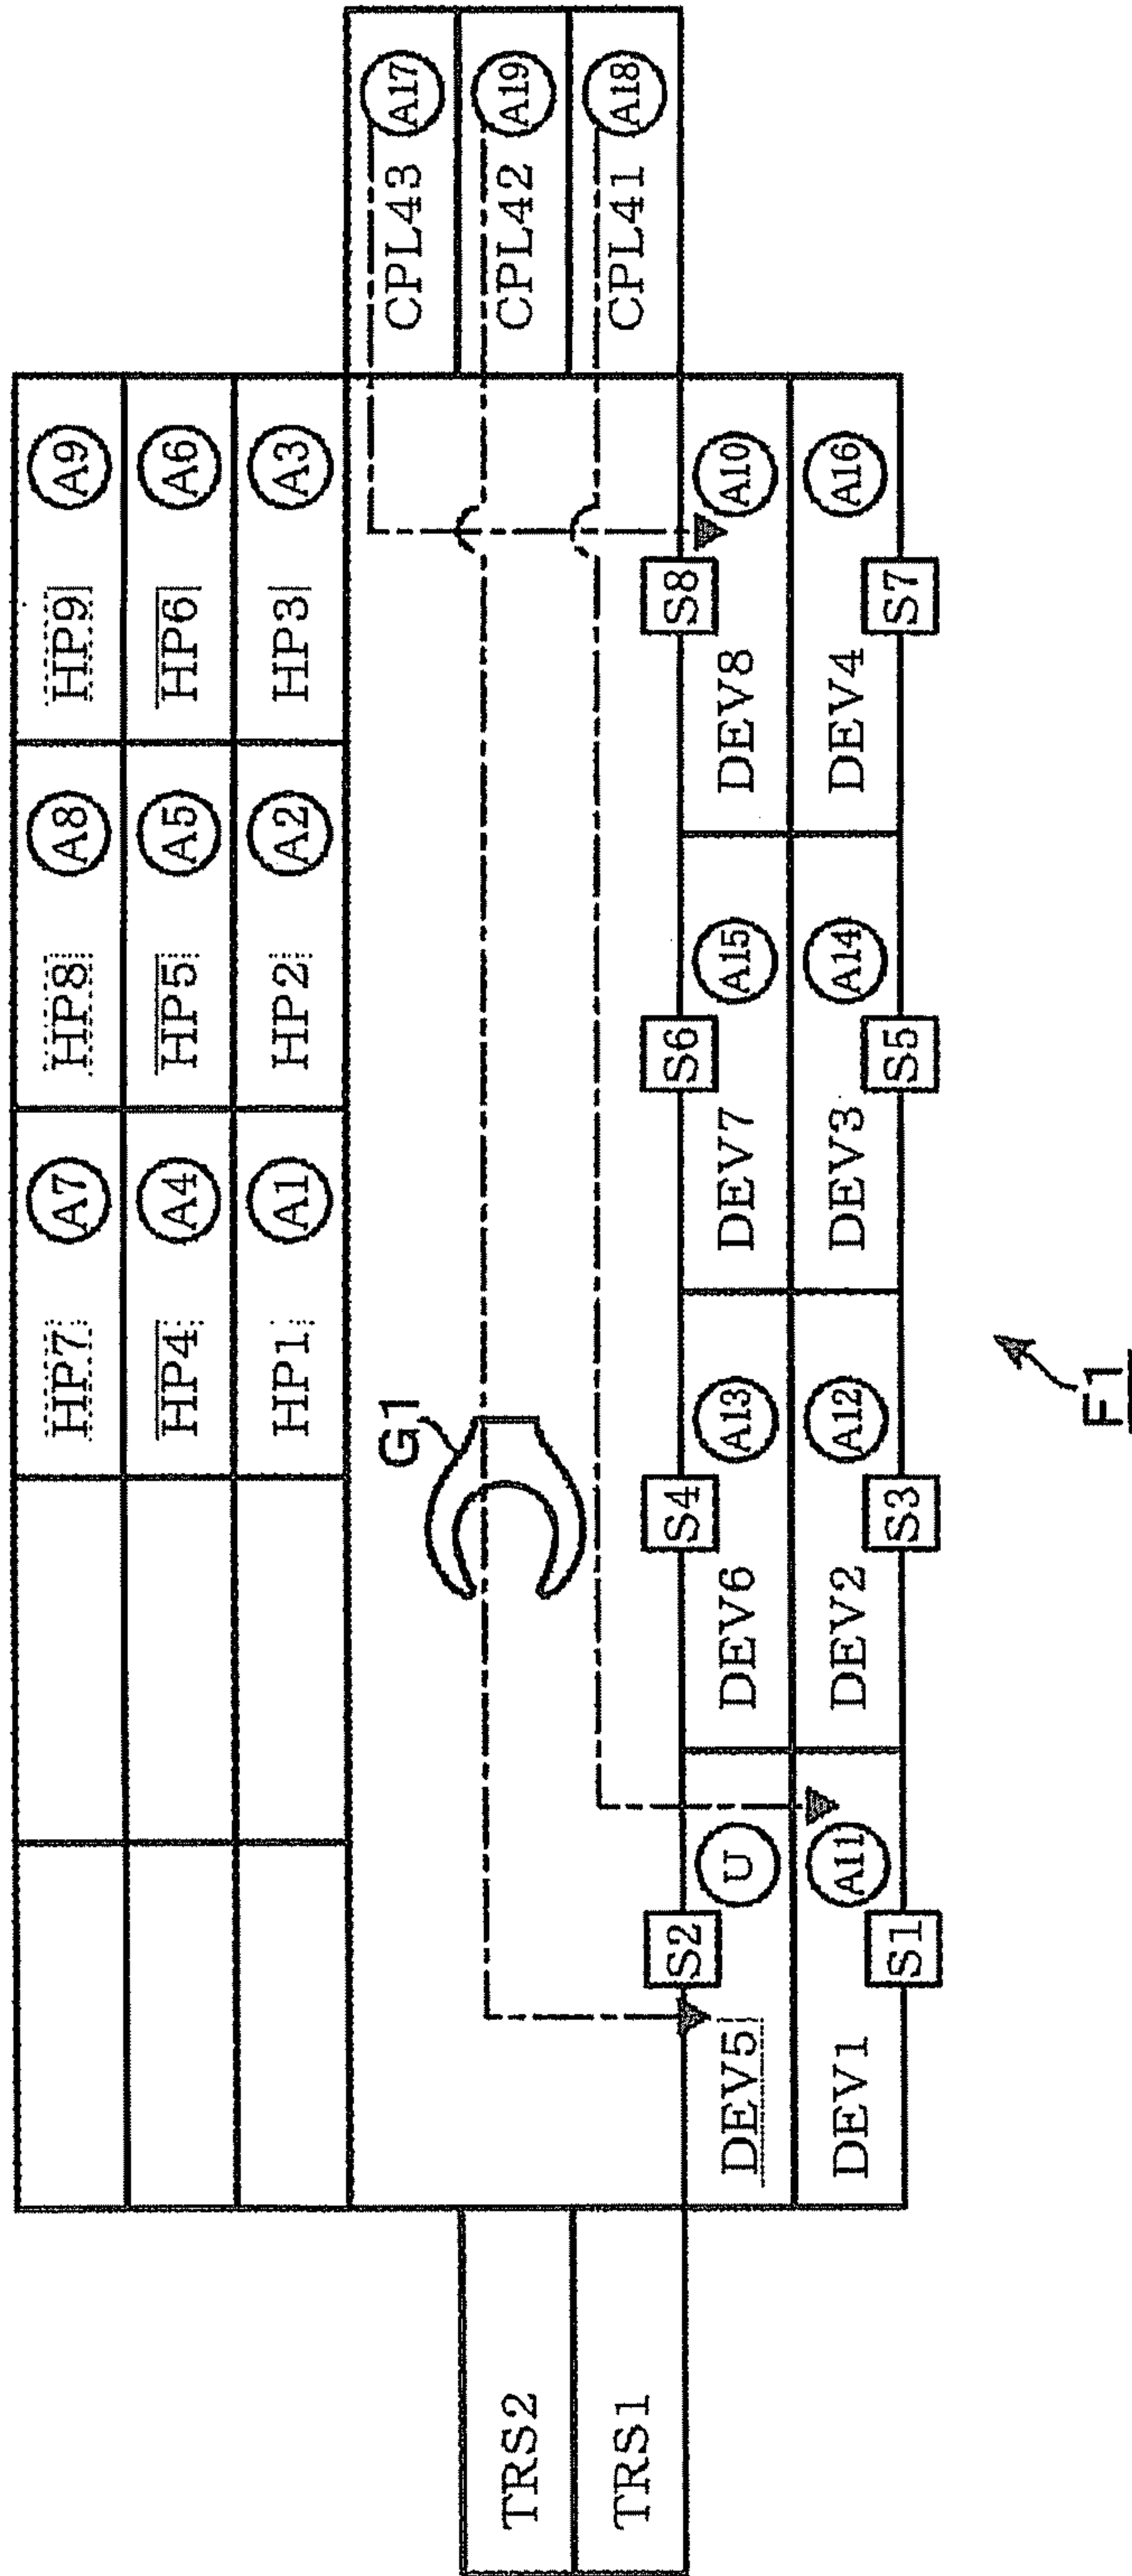 TRS2
TRS1
HP7 A7 HP8 A8 HP9 A9
HP4 A4 HP5 A5 HP6 A6
HP1 A1 HP2 A2 HP3 A3
G1
CPL43 A17
CPL42 A19
CPL41 A18
S2 S4 S6 S8
DEV5 U DEV6 A13 DEV7 A15 DEV8 A10
DEV1 A11 DEV2 A12 DEV3 A14 DEV4 A16
S1 S3 S5 S7
F1